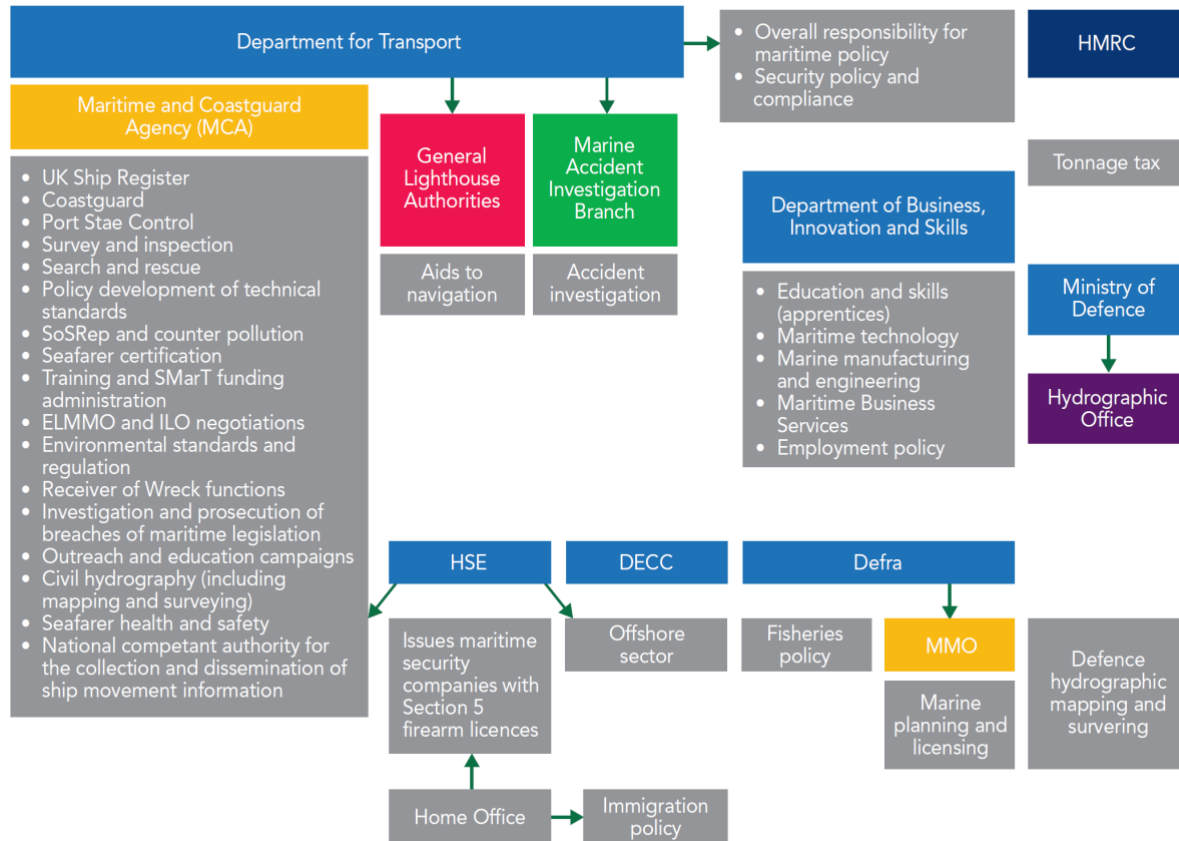 Department for Transport
• Overall responsibility for
maritime policy
• Security policy and
compliance
HMRC
Tonnage tax
Maritime and Coastguard
Agency (MCA)
• UK Ship Register
• Coastguard
• Port Stae Control
• Survey and inspection
• Search and rescue
• Policy development of technical
standards
• SoSRep and counter pollution
• Seafarer certification
• Training and SMarT funding
administration
• ELMMO and ILO negotiations
• Environmental standards and
regulation
• Receiver of Wreck functions
• Investigation and prosecution of
breaches of maritime legislation
• Outreach and education campaigns
• Civil hydrography (including
mapping and surveying)
• Seafarer health and safety
• National competant authority for
the collection and dissemination of
ship movement information
General
Lighthouse
Authorities
Aids to
navigation
Marine
Accident
Investigation
Branch
Accident
investigation
Department of Business,
Innovation and Skills
• Education and skills
(apprentices)
• Maritime technology
• Marine manufacturing
and engineering
• Maritime Business
Services
• Employment policy
Ministry of
Defence
Hydrographic
Office
HSE
DECC
Defra
Issues maritime
security
companies with
Section 5
firearm licences
Offshore
sector
Fisheries
policy
MMO
Marine
planning and
licensing
Defence
hydrographic
mapping and
survering
Home Office
Immigration
policy